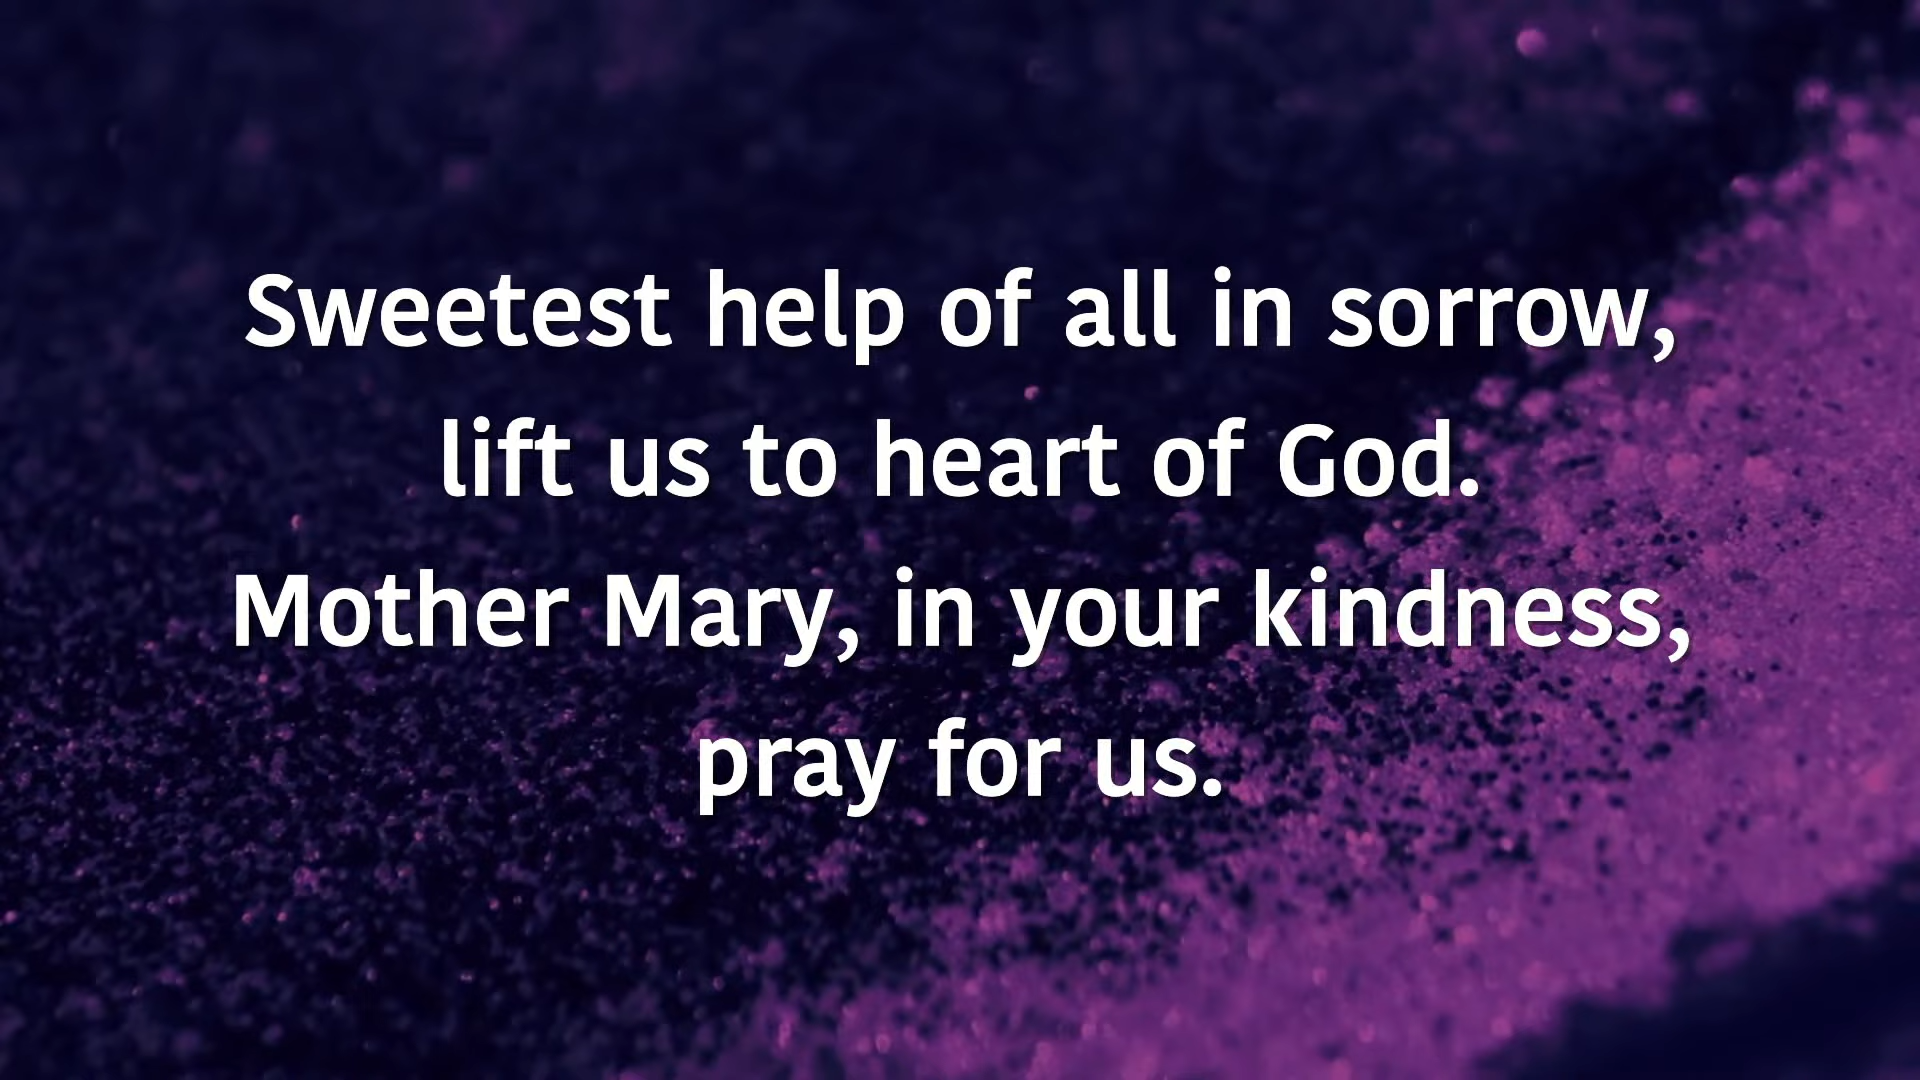 Sweetest help of all in sorrow,
lift us to heart of God.
Mother Mary, in your kindness,
pray for us.